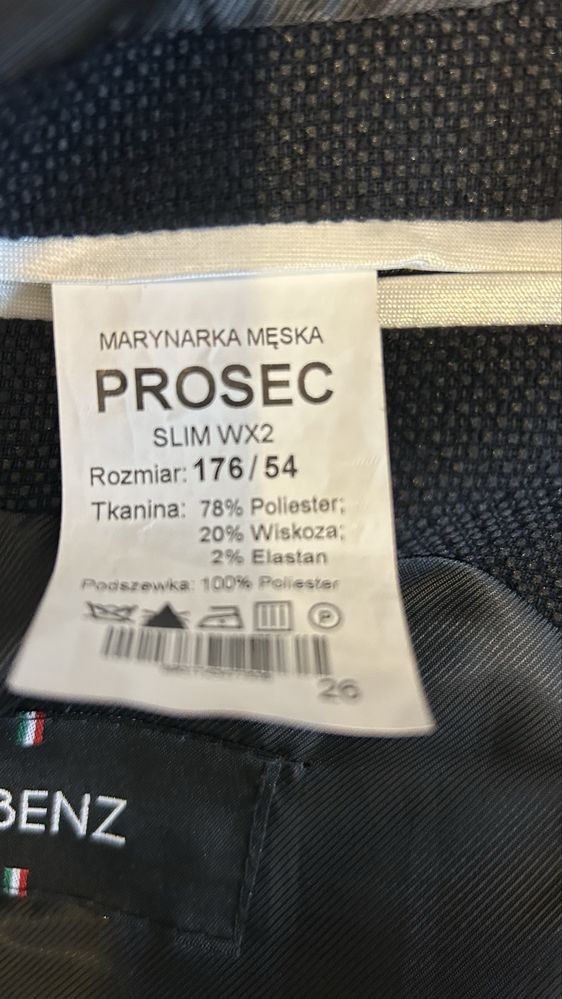 MARYNARKA MĘSKA
PROSEC
SLIM WX2
Rozmiar: 176/54
Tkanina: 78% Poliester;
20% Wiskoza;
2% Elastan
Podszewka: 100% Poliester
P
26
BENZ